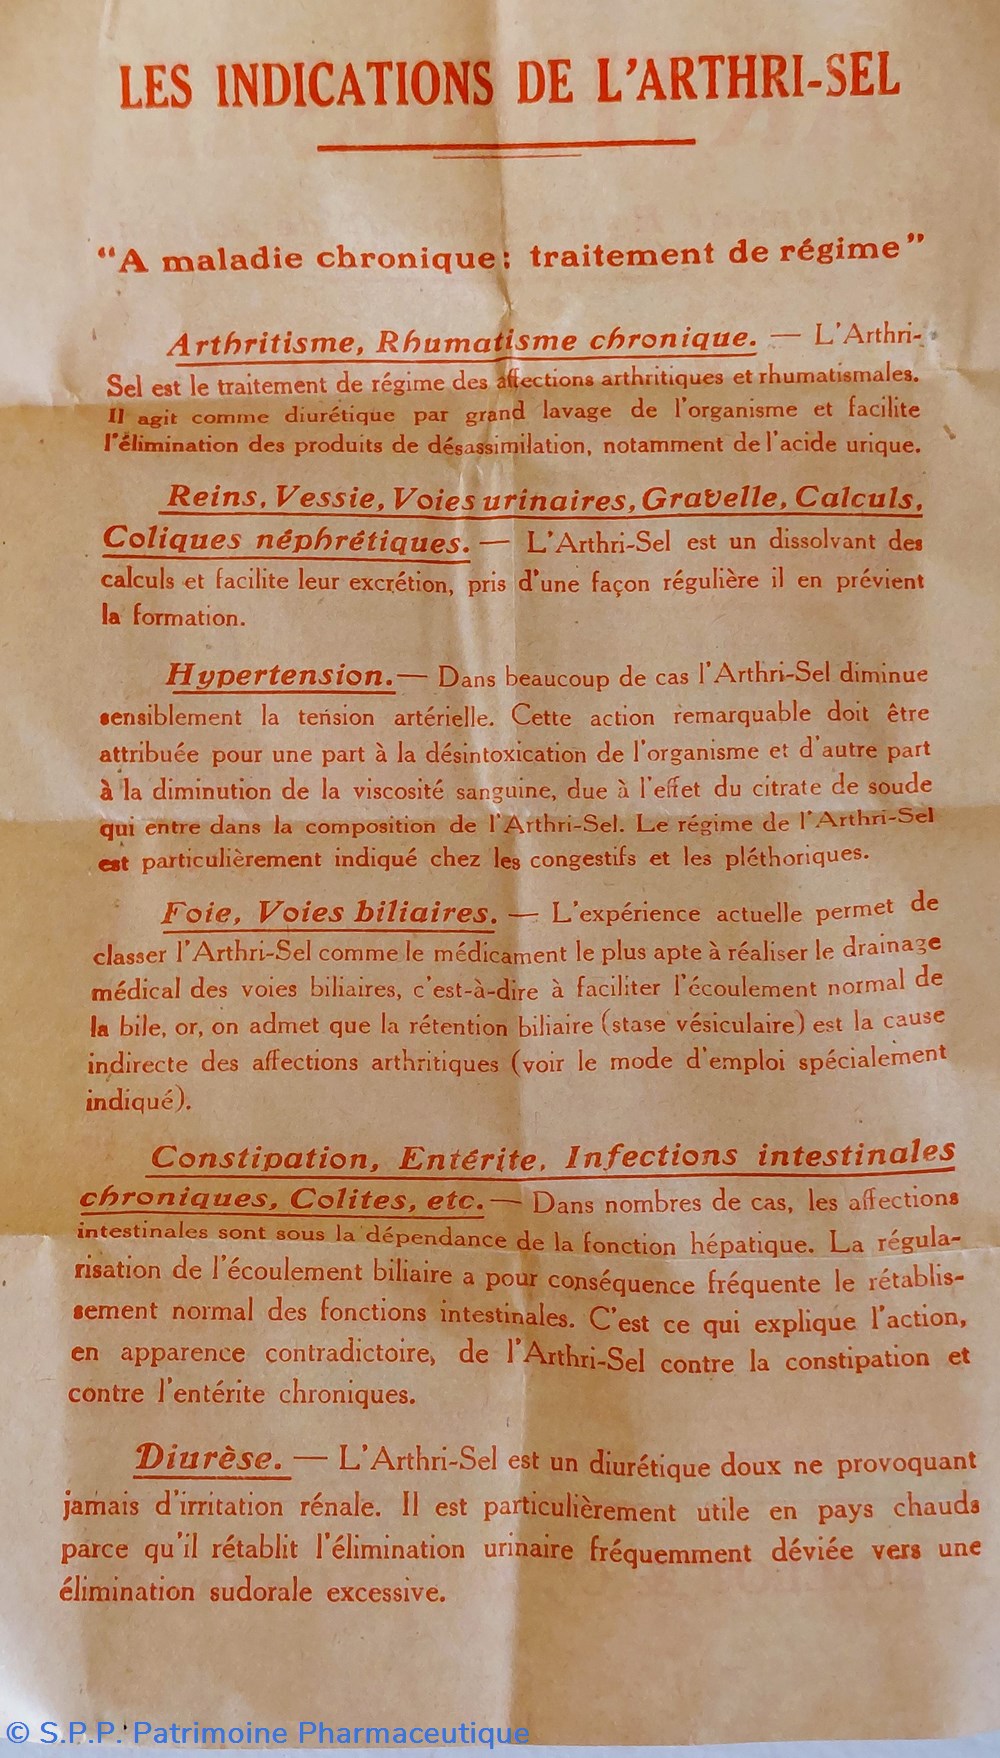 LES INDICATIONS DE L'ARTHRI-SEL
“A maladie chronique : traitement de régime”
Arthritisme, Rhumatisme chronique. — L'Arthri-
Sel est le traitement de régime des affections arthritiques et rhumatismales.
Il agit comme diurétique par grand lavage de l'organisme et facilite
l'élimination des produits de désassimilation, notamment de l'acide urique.
Reins, Vessie, Voies urinaires, Gravelle, Calculs,
Coliques néphrétiques. — L'Arthri-Sel est un dissolvant des
calculs et facilite leur excrétion, pris d'une façon régulière il en prévient
la formation.
Hypertension. — Dans beaucoup de cas l'Arthri-Sel diminue
sensiblement la tension artérielle. Cette action remarquable doit être
attribuée pour une part à la désintoxication de l'organisme et d'autre part
à la diminution de la viscosité sanguine, due à l'effet du citrate de soude
qui entre dans la composition de l'Arthri-Sel. Le régime de l'Arthri-Sel
est particulièrement indiqué chez les congestifs et les pléthoriques.
Foie, Voies biliaires. — L'expérience actuelle permet de
classer l'Arthri-Sel comme le médicament le plus apte à réaliser le drainage
médical des voies biliaires, c'est-à-dire à faciliter l'écoulement normal de
la bile, or, on admet que la rétention biliaire (stase vésiculaire) est la cause
indirecte des affections arthritiques (voir le mode d'emploi spécialement
indiqué).
Constipation, Entérite, Infections intestinales
chroniques, Colites, etc. — Dans nombres de cas, les affections
intestinales sont sous la dépendance de la fonction hépatique. La régula-
risation de l'écoulement biliaire a pour conséquence fréquente le rétablis-
sement normal des fonctions intestinales. C'est ce qui explique l'action,
en apparence contradictoire, de l'Arthri-Sel contre la constipation et
contre l'entérite chroniques.
Diurèse. — L'Arthri-Sel est un diurétique doux ne provoquant
jamais d'irritation rénale. Il est particulièrement utile en pays chauds
parce qu'il rétablit l'élimination urinaire fréquemment déviée vers une
élimination sudorale excessive.
© S.P.P. Patrimoine Pharmaceutique